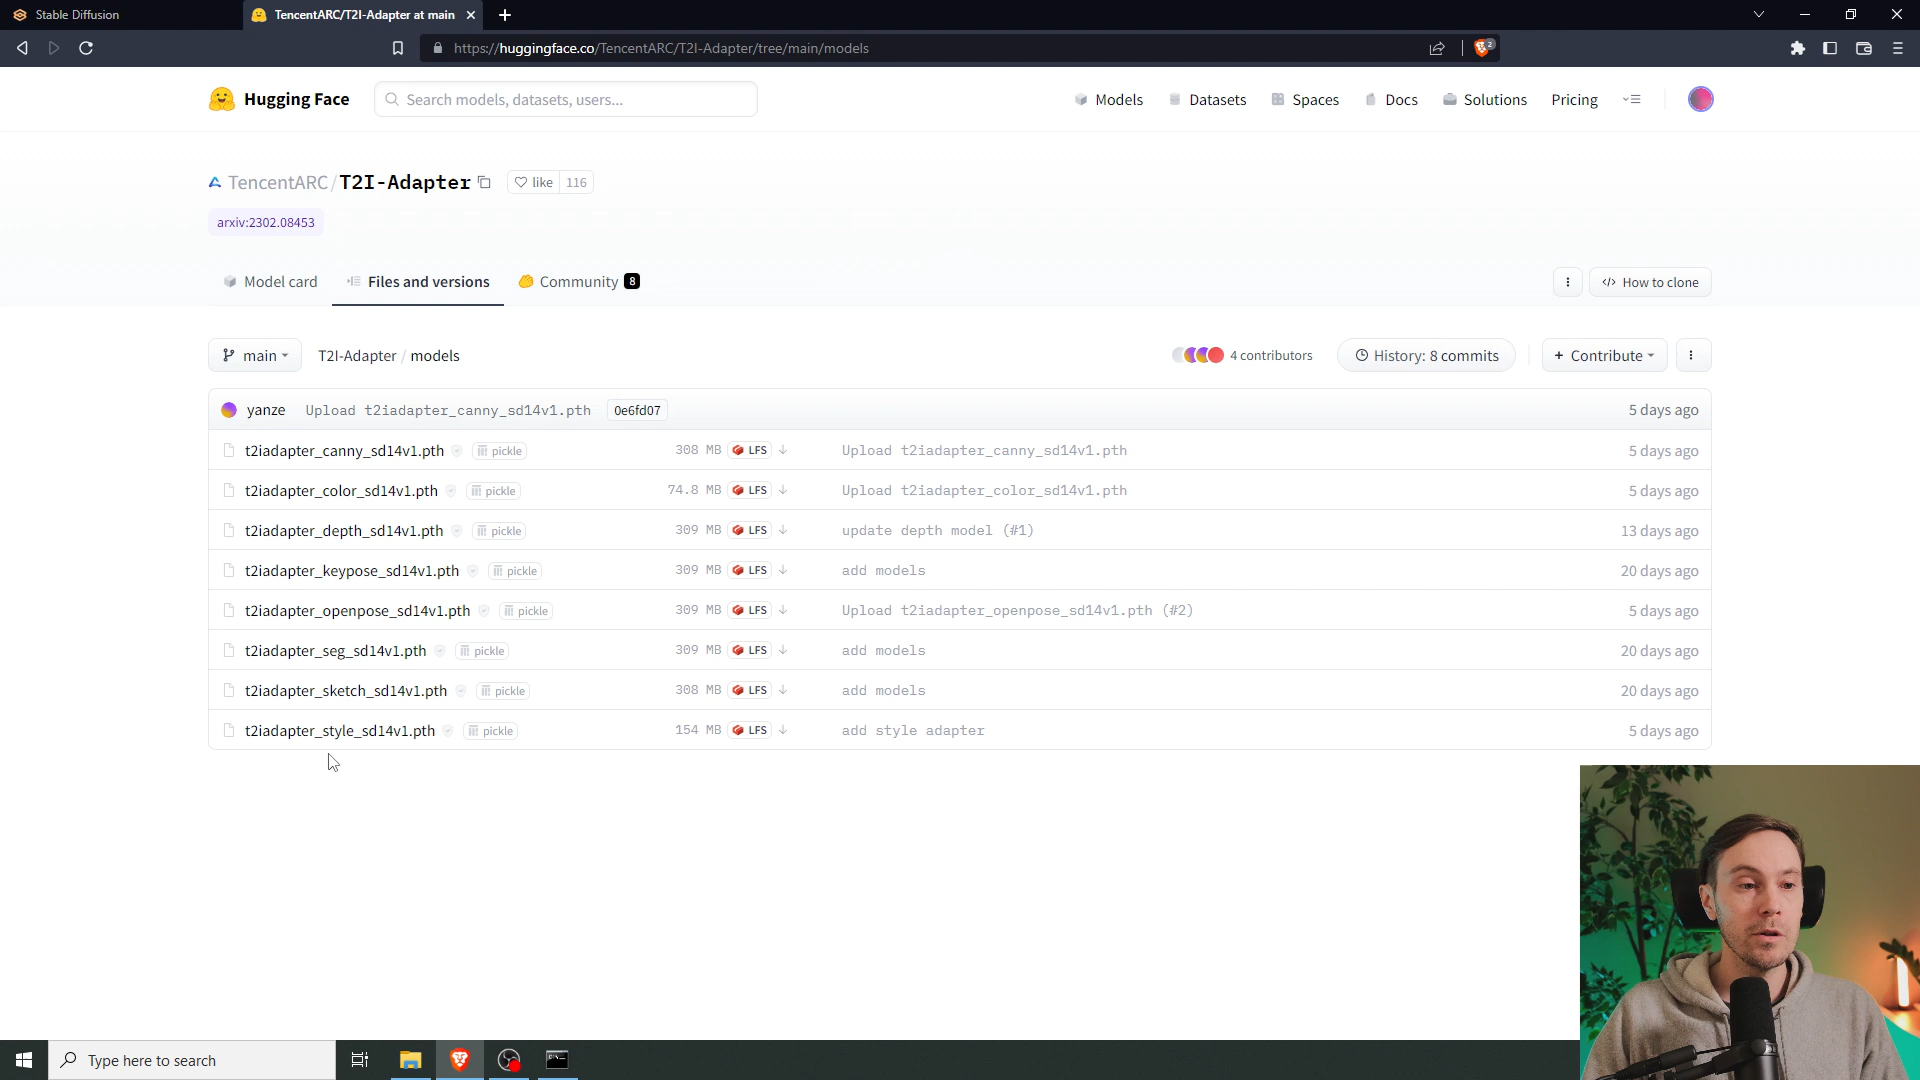 Stable Diffusion
TencentARC/T2I-Adapter at main
https://huggingface.co/TencentARC/T2I-Adapter/tree/main/models
2
Hugging Face
Search models, datasets, users...
Models
Datasets
Spaces
Docs
Solutions
Pricing
TencentARC/T2I-Adapter
like 116
arxiv:2302.08453
Model card
Files and versions
Community 8
</> How to clone
main
T2I-Adapter / models
4 contributors
History: 8 commits
+ Contribute
yanze Upload t2iadapter_canny_sd14v1.pth 0e6fd07 5 days ago
t2iadapter_canny_sd14v1.pth pickle 308 MB LFS Upload t2iadapter_canny_sd14v1.pth 5 days ago
t2iadapter_color_sd14v1.pth pickle 74.8 MB LFS Upload t2iadapter_color_sd14v1.pth 5 days ago
t2iadapter_depth_sd14v1.pth pickle 309 MB LFS update depth model (#1) 13 days ago
t2iadapter_keypose_sd14v1.pth pickle 309 MB LFS add models 20 days ago
t2iadapter_openpose_sd14v1.pth pickle 309 MB LFS Upload t2iadapter_openpose_sd14v1.pth (#2) 5 days ago
t2iadapter_seg_sd14v1.pth pickle 309 MB LFS add models 20 days ago
t2iadapter_sketch_sd14v1.pth pickle 308 MB LFS add models 20 days ago
t2iadapter_style_sd14v1.pth pickle 154 MB LFS add style adapter 5 days ago
Type here to search